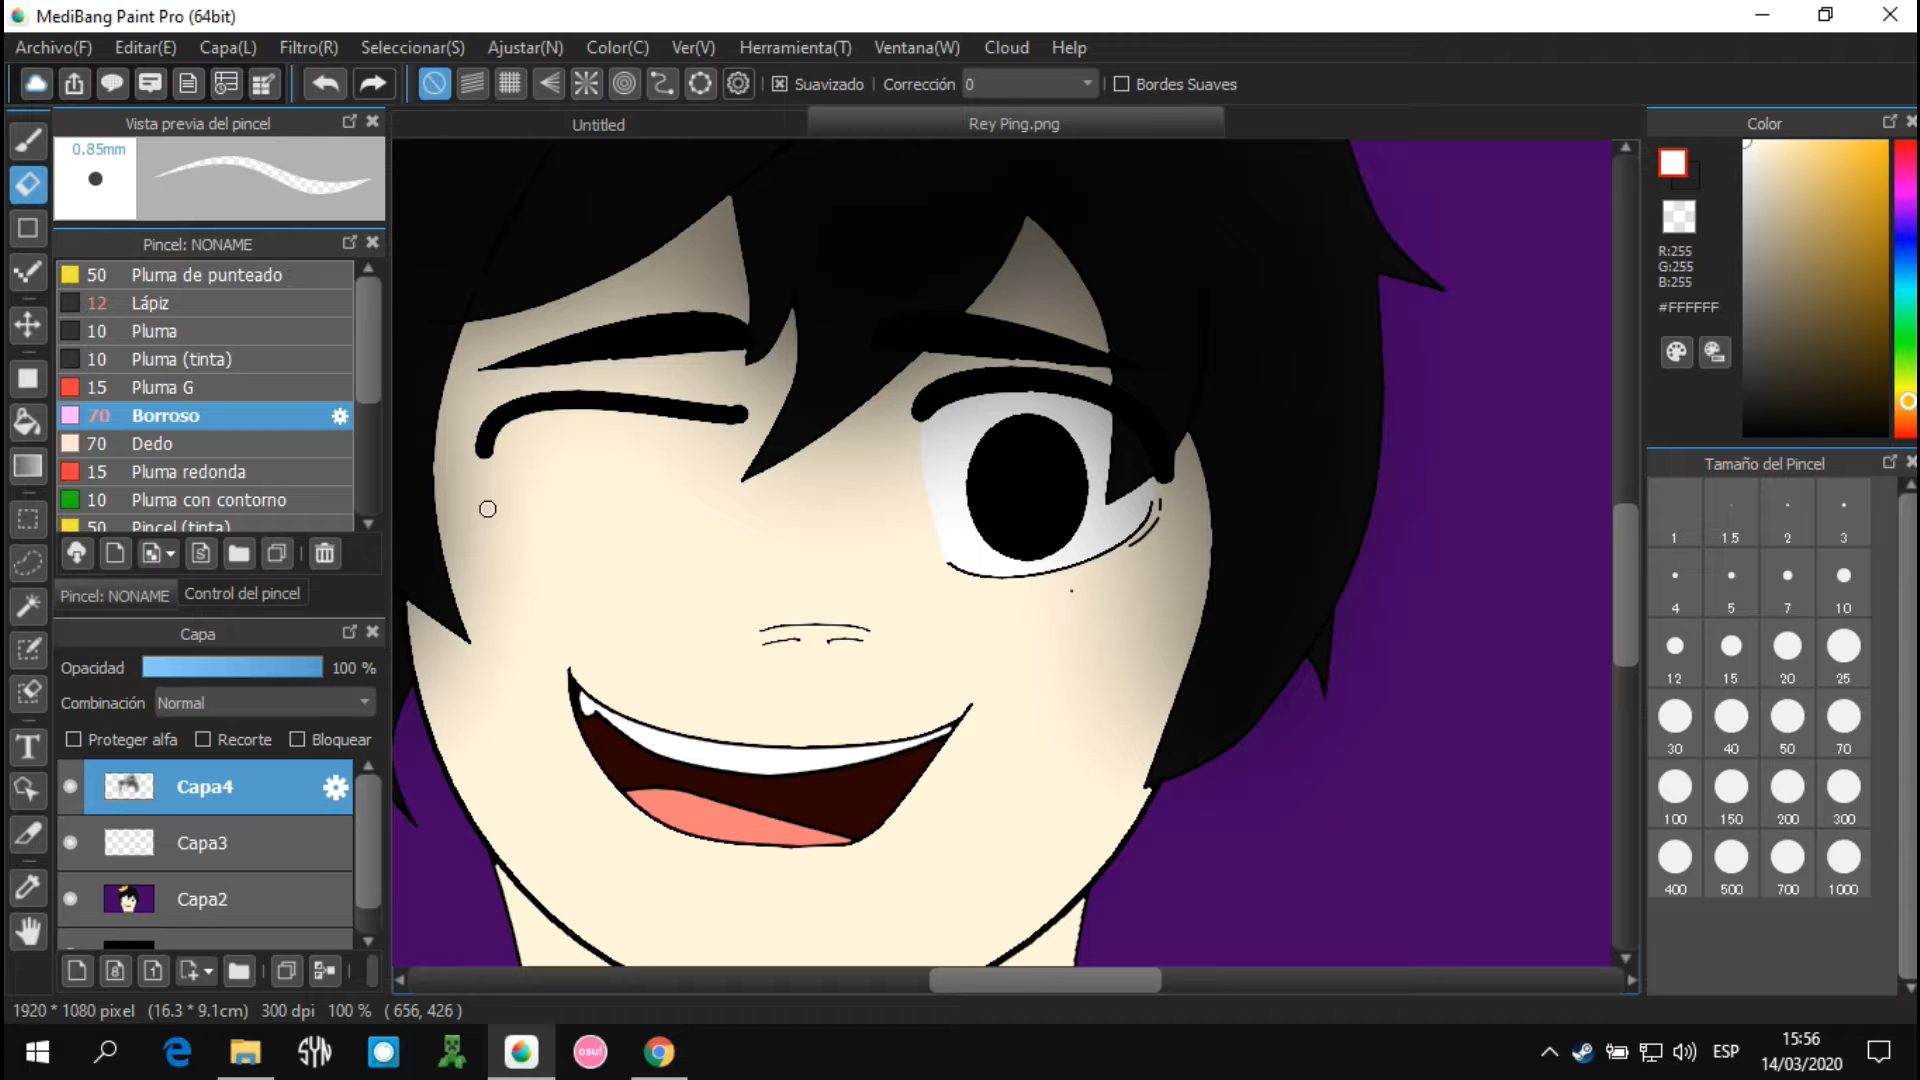 MediBang Paint Pro (64bit)
Archivo(F) Editar(E) Capa(L) Filtro(R) Seleccionar(S) Ajustar(N) Color(C) Ver(V) Herramienta(T) Ventana(W) Cloud Help
Suavizado Corrección 0 Bordes Suaves
Vista previa del pincel
Untitled
Rey Ping.png
Color
0.85mm
R:255
G:255
B:255
#FFFFFF
Pincel: NONAME
50 Pluma de punteado
12 Lápiz
10 Pluma
10 Pluma (tinta)
15 Pluma G
70 Borroso
70 Dedo
15 Pluma redonda
10 Pluma con contorno
50 Pincel (tinta)
Pincel: NONAME Control del pincel
Capa
Opacidad 100 %
Combinación Normal
Proteger alfa Recorte Bloquear
Capa4
Capa3
Capa2
8 1
T
Tamaño del Pincel
1 1.5 2 3
4 5 7 10
12 15 20 25
30 40 50 70
100 150 200 300
400 500 700 1000
1920 * 1080 pixel (16.3 * 9.1cm) 300 dpi 100 % ( 656, 426 )
SYN
osu!
ESP
15:56
14/03/2020